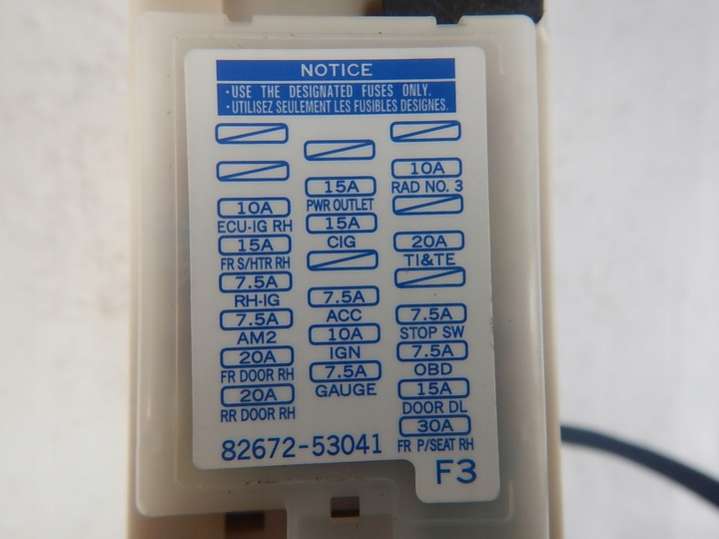 NOTICE
・USE THE DESIGNATED FUSES ONLY.
・UTILISEZ SEULEMENT LES FUSIBLES DESIGNES.
10A
ECU-IG RH
15A
FR S/HTR RH
7.5A
RH-IG
7.5A
AM2
20A
FR DOOR RH
20A
RR DOOR RH
15A
PWR OUTLET
15A
CIG
7.5A
ACC
10A
IGN
7.5A
GAUGE
10A
RAD NO. 3
20A
TI&TE
7.5A
STOP SW
7.5A
OBD
15A
DOOR DL
30A
FR P/SEAT RH
82672-53041
F3